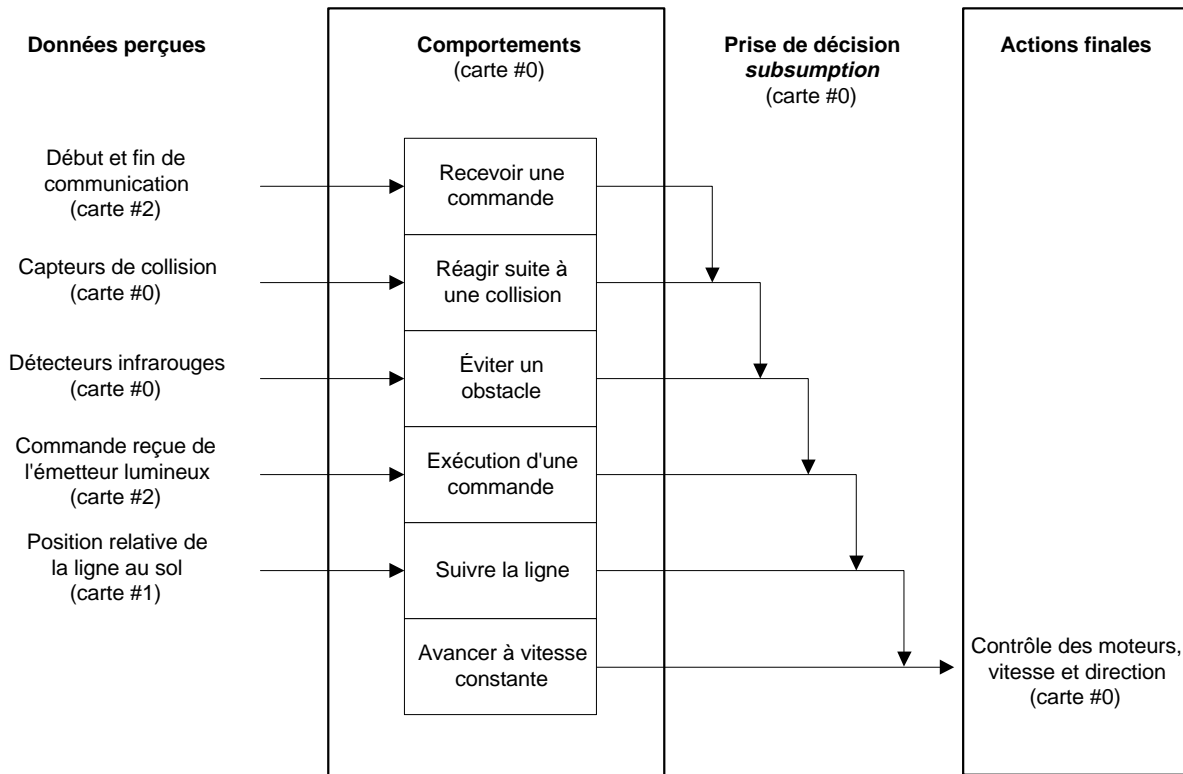 Données perçues
Comportements
(carte #0)
Prise de décision
subsumption
(carte #0)
Actions finales
Début et fin de
communication
(carte #2)
Recevoir une
commande
Capteurs de collision
(carte #0)
Réagir suite à
une collision
Détecteurs infrarouges
(carte #0)
Éviter un
obstacle
Commande reçue de
l'émetteur lumineux
(carte #2)
Exécution d'une
commande
Position relative de
la ligne au sol
(carte #1)
Suivre la ligne
Avancer à vitesse
constante
Contrôle des moteurs,
vitesse et direction
(carte #0)